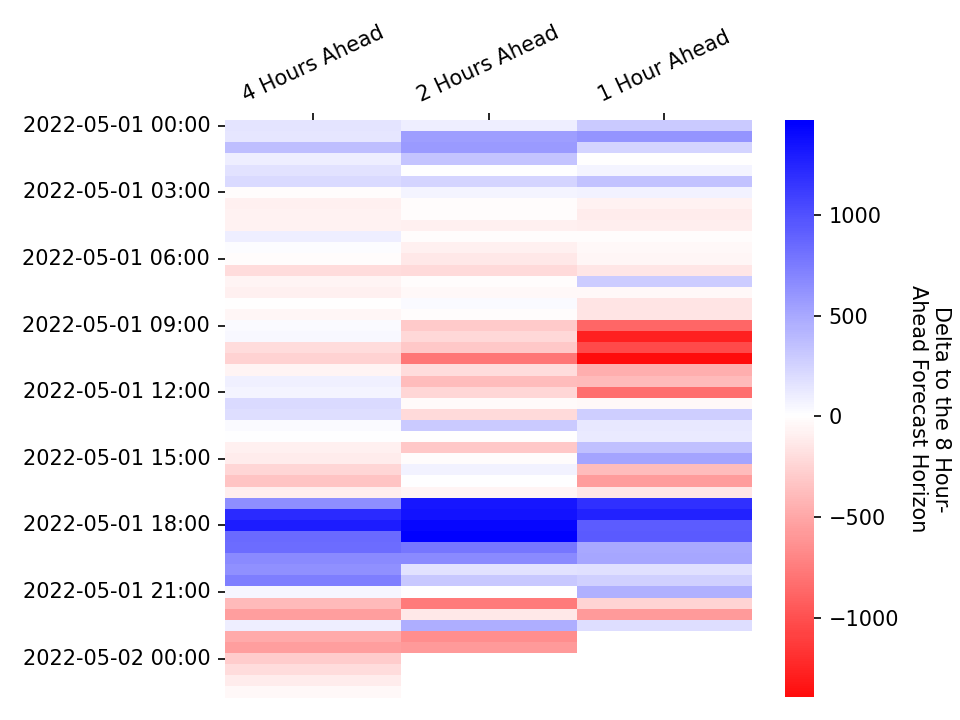 4 Hours Ahead
2 Hours Ahead
1 Hour Ahead
2022-05-01 00:00
2022-05-01 03:00
2022-05-01 06:00
2022-05-01 09:00
2022-05-01 12:00
2022-05-01 15:00
2022-05-01 18:00
2022-05-01 21:00
2022-05-02 00:00
1000
500
0
−500
−1000
Delta to the 8 Hour-
Ahead Forecast Horizon